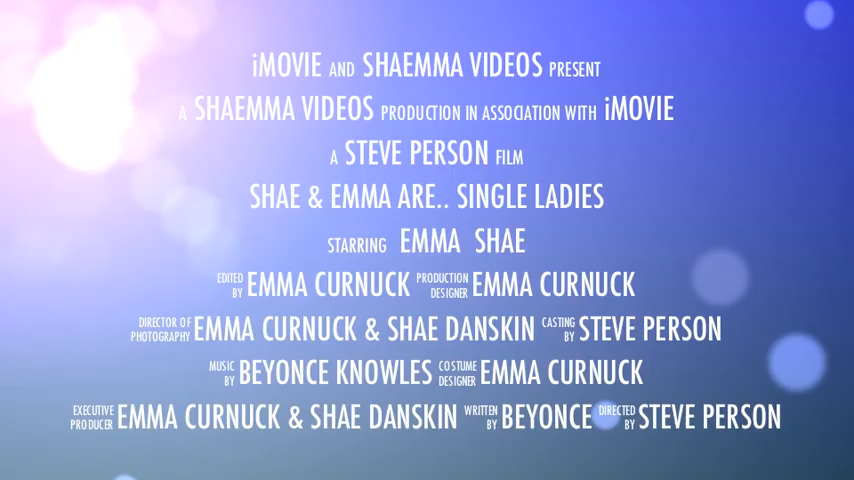 iMOVIE AND SHAEMMA VIDEOS PRESENT
A SHAEMMA VIDEOS PRODUCTION IN ASSOCIATION WITH iMOVIE
A STEVE PERSON FILM
SHAE & EMMA ARE.. SINGLE LADIES
STARRING EMMA SHAE
EDITED BY EMMA CURNUCK PRODUCTION DESIGNER EMMA CURNUCK
DIRECTOR OF PHOTOGRAPHY EMMA CURNUCK & SHAE DANSKIN CASTING BY STEVE PERSON
MUSIC BY BEYONCE KNOWLES COSTUME DESIGNER EMMA CURNUCK
EXECUTIVE PRODUCER EMMA CURNUCK & SHAE DANSKIN WRITTEN BY BEYONCE DIRECTED BY STEVE PERSON